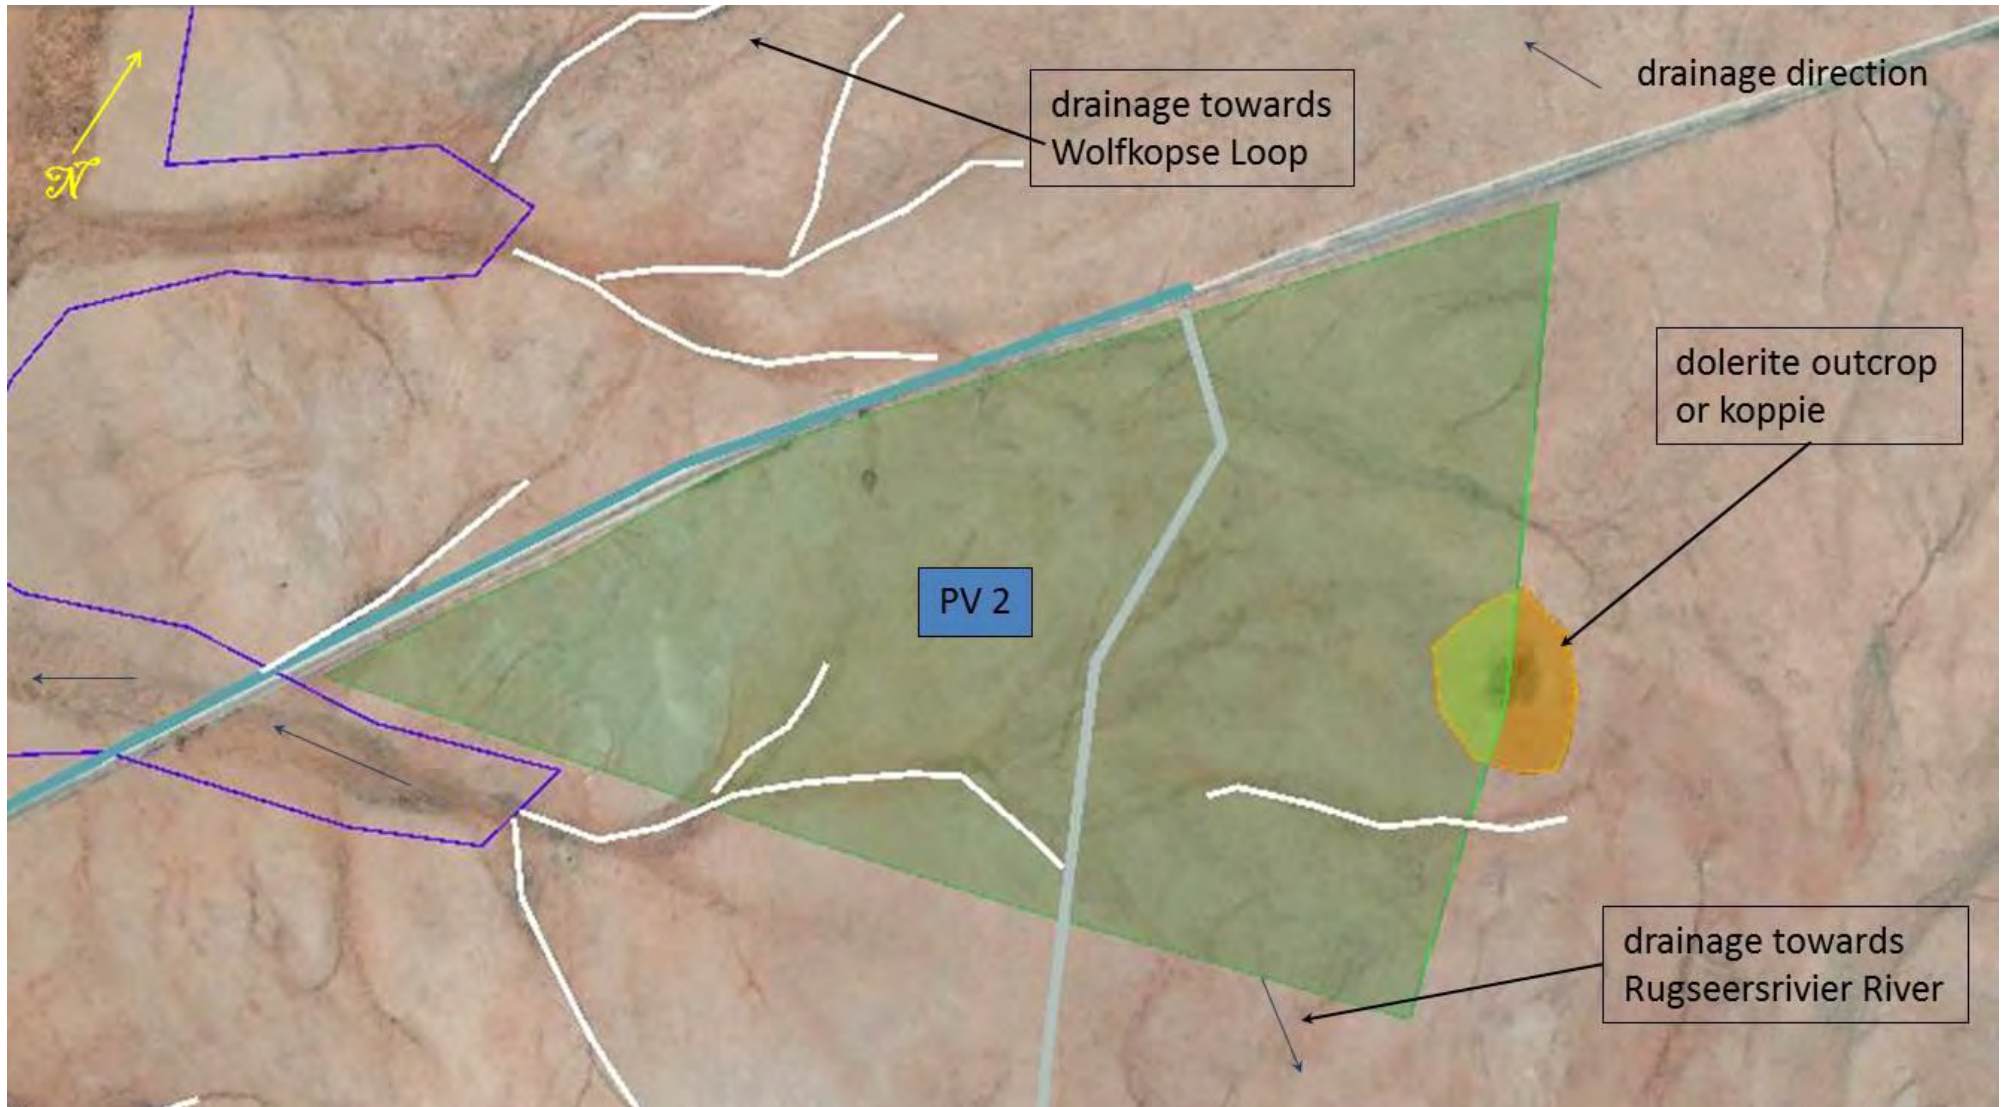 drainage direction
drainage towards
Wolfkopse Loop
N
dolerite outcrop
or koppie
PV 2
drainage towards
Rugseersrivier River